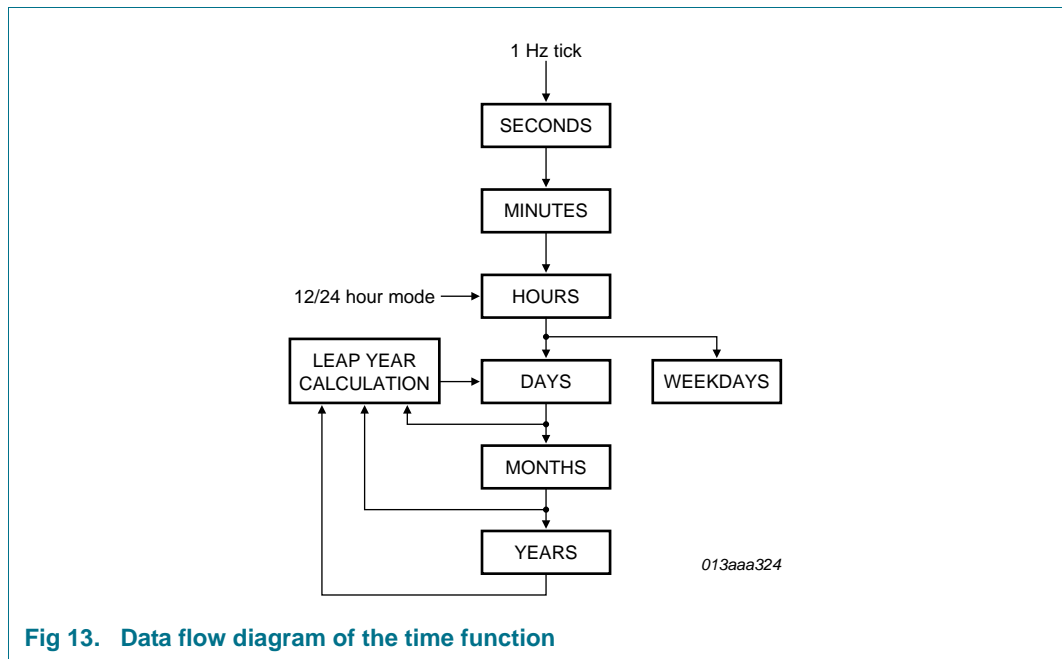 1 Hz tick
SECONDS
MINUTES
12/24 hour mode
HOURS
LEAP YEAR
CALCULATION
DAYS
WEEKDAYS
MONTHS
YEARS
013aaa324
Fig 13. Data flow diagram of the time function